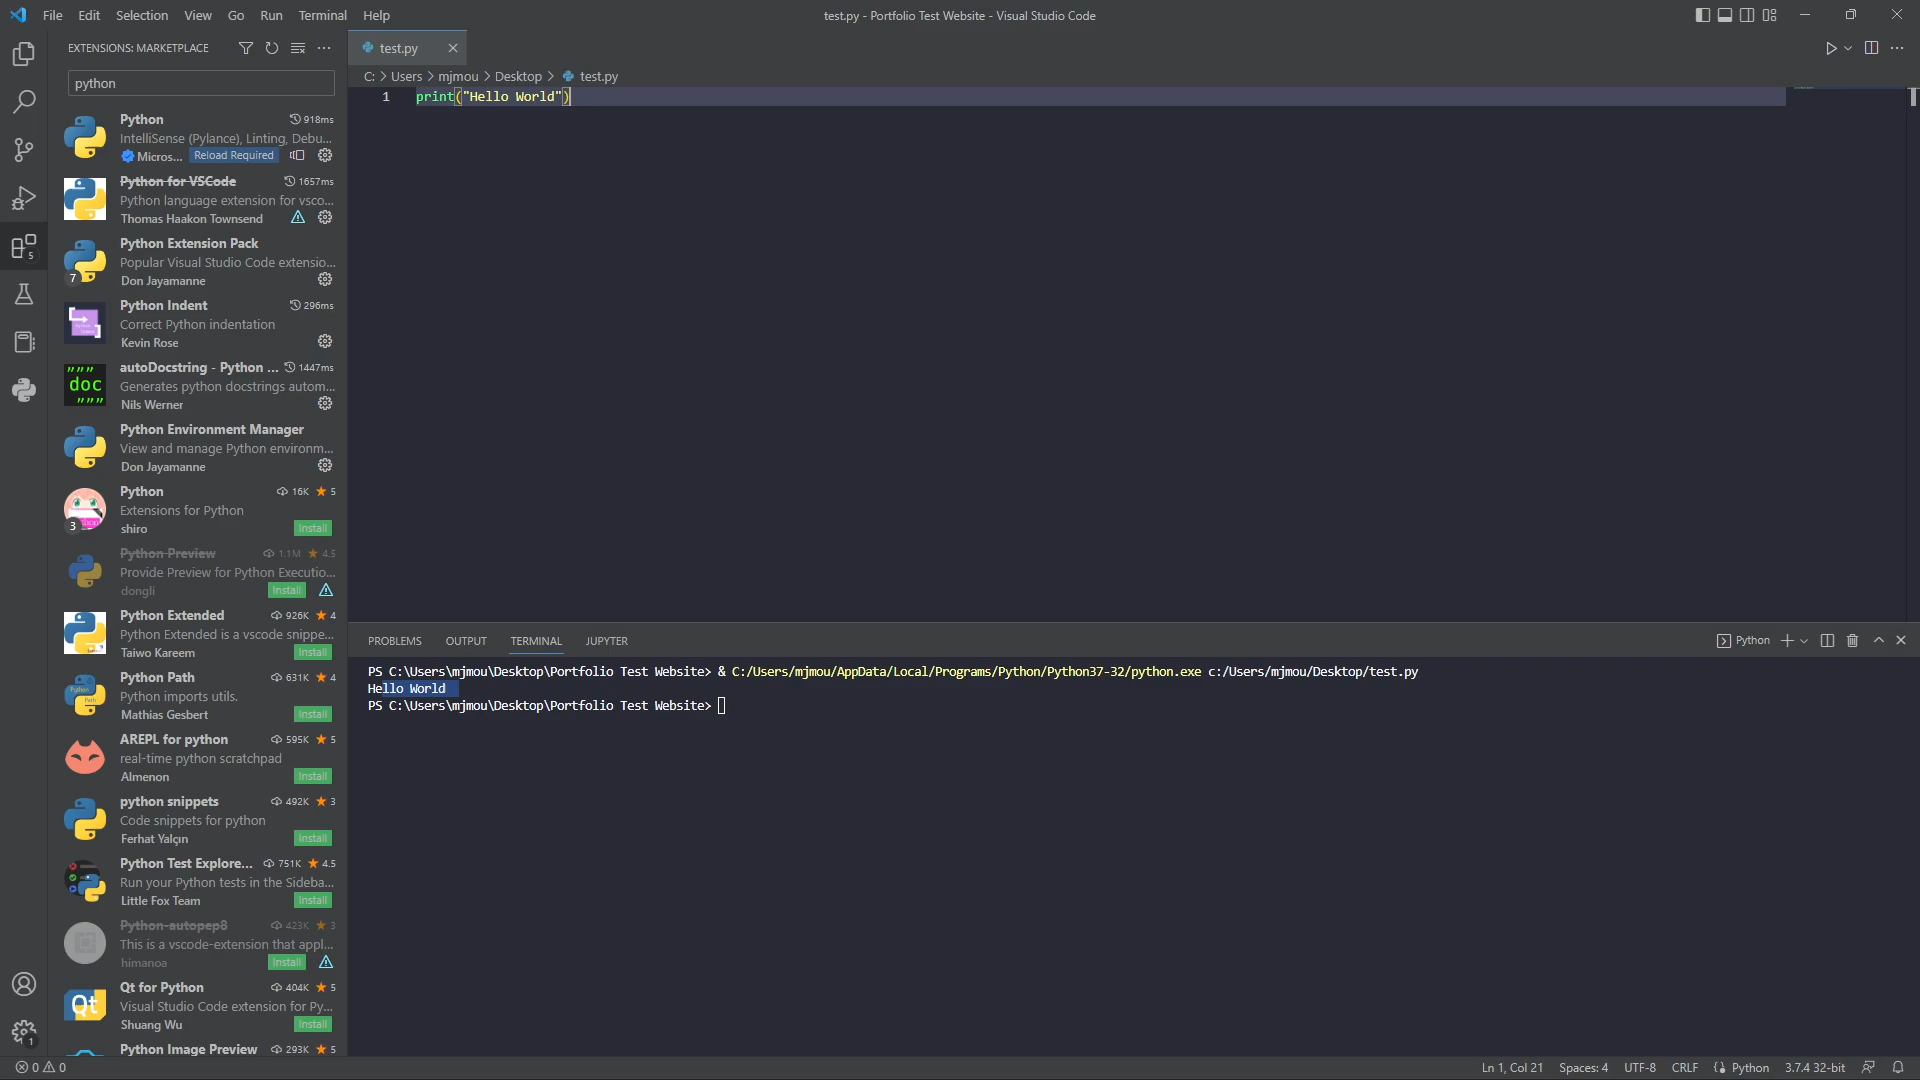 File Edit Selection View Go Run Terminal Help
test.py - Portfolio Test Website - Visual Studio Code
EXTENSIONS: MARKETPLACE
python
Python 918ms
IntelliSense (Pylance), Linting, Debu...
Micros... Reload Required
Python for VSCode 1657ms
Python language extension for vsco...
Thomas Haakon Townsend
Python Extension Pack
Popular Visual Studio Code extensio...
7
Don Jayamanne
Python Indent 296ms
Correct Python indentation
Kevin Rose
autoDocstring - Python ... 1447ms
Generates python docstrings autom...
doc
Nils Werner
Python Environment Manager
View and manage Python environm...
Don Jayamanne
Python 16K 5
Extensions for Python
3
shiro Install
Python Preview 1.1M 4.5
Provide Preview for Python Executio...
dongli Install
Python Extended 926K 4
Python Extended is a vscode snippe...
Taiwo Kareem Install
Python Path 631K 4
Python imports utils.
Mathias Gesbert Install
AREPL for python 595K 5
real-time python scratchpad
Almenon Install
python snippets 492K 3
Code snippets for python
Ferhat Yalçın Install
Python Test Explore... 751K 4.5
Run your Python tests in the Sideba...
Little Fox Team Install
Python-autopep8 423K 3
This is a vscode-extension that appl...
himanoa Install
Qt for Python 404K 5
Visual Studio Code extension for Py...
Qt
Shuang Wu Install
Python Image Preview 293K 5
5
1
test.py
C: > Users > mjmou > Desktop > test.py
1 print("Hello World")
PROBLEMS OUTPUT TERMINAL JUPYTER
Python
PS C:\Users\mjmou\Desktop\Portfolio Test Website> & C:/Users/mjmou/AppData/Local/Programs/Python/Python37-32/python.exe c:/Users/mjmou/Desktop/test.py
Hello World
PS C:\Users\mjmou\Desktop\Portfolio Test Website>
0 0
Ln 1, Col 21 Spaces: 4 UTF-8 CRLF Python 3.7.4 32-bit